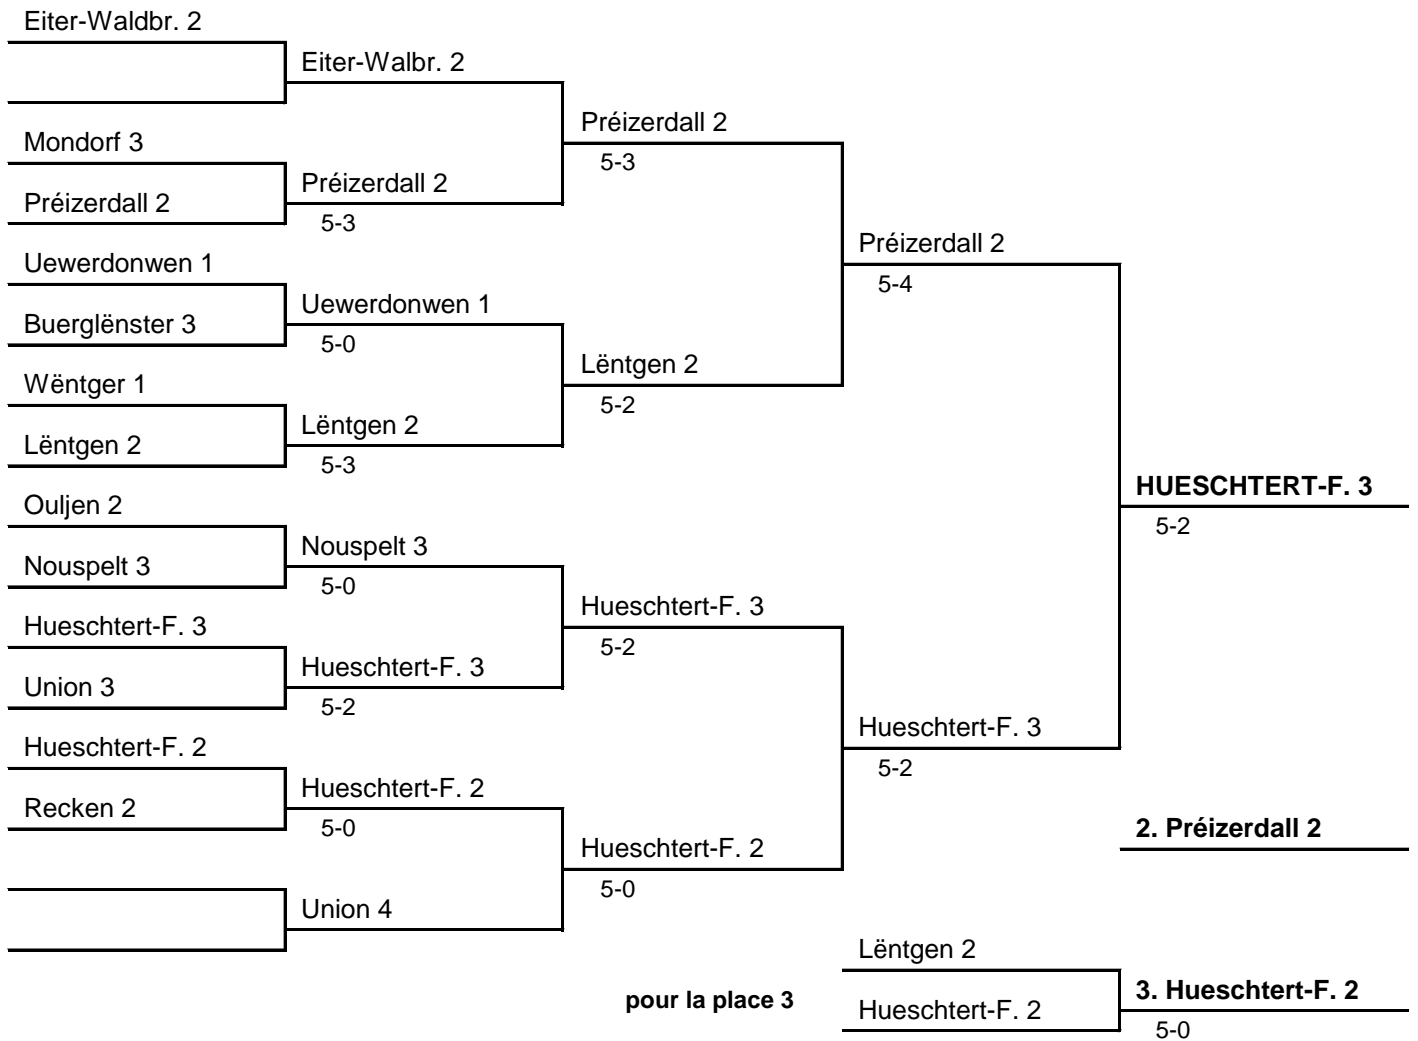 Eiter-Waldbr. 2
Mondorf 3
Préizerdall 2
Uewerdonwen 1
Buerglënster 3
Wëntger 1
Lëntgen 2
Ouljen 2
Nouspelt 3
Hueschtert-F. 3
Union 3
Hueschtert-F. 2
Recken 2
Eiter-Walbr. 2
Préizerdall 2
5-3
Uewerdonwen 1
5-0
Lëntgen 2
5-3
Nouspelt 3
5-0
Hueschtert-F. 3
5-2
Hueschtert-F. 2
5-0
Union 4
Préizerdall 2
5-3
Lëntgen 2
5-2
Hueschtert-F. 3
5-2
Hueschtert-F. 2
5-0
Préizerdall 2
5-4
Hueschtert-F. 3
5-2
HUESCHTERT-F. 3
5-2
2. Préizerdall 2
pour la place 3
Lëntgen 2
Hueschtert-F. 2
3. Hueschtert-F. 2
5-0